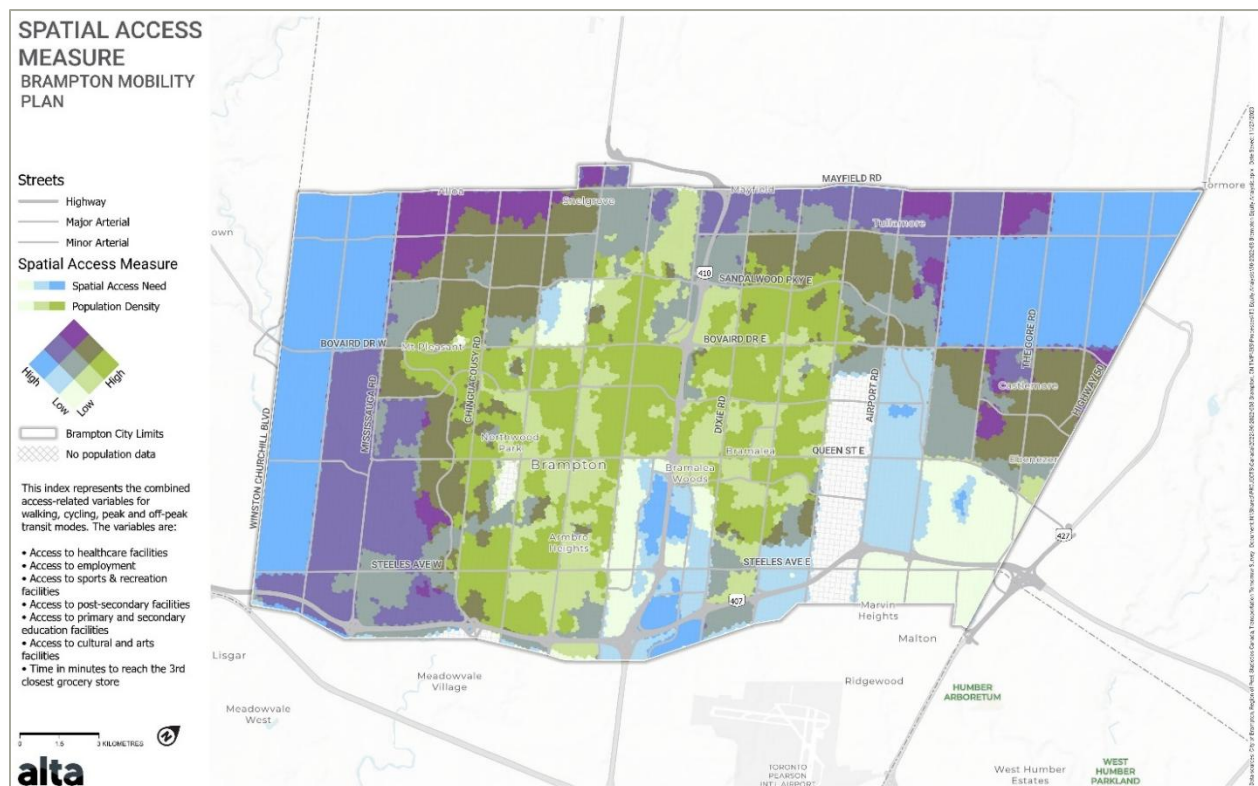 SPATIAL ACCESS
MEASURE
BRAMPTON MOBILITY
PLAN
Streets
Highway
Major Arterial
Minor Arterial
Spatial Access Measure
Spatial Access Need
Population Density
High
Low
Low
High
Brampton City Limits
No population data
This index represents the combined
access-related variables for
walking, cycling, peak and off-peak
transit modes. The variables are:
• Access to healthcare facilities
• Access to employment
• Access to sports & recreation
facilities
• Access to post-secondary facilities
• Access to primary and secondary
education facilities
• Access to cultural and arts
facilities
• Time in minutes to reach the 3rd
closest grocery store
0 1.5 3 KILOMETRES
N
alta
MAYFIELD RD
Tormore
Mayfield
Snelgrove
Tullamore
own
410
SANDALWOOD PKY E
BOVAIRD DR W
Mt Pleasant
BOVAIRD DR E
THE GORE RD
Castlemore
HIGHWAY 50
CHINGUACOUSY RD
MISSISSAUGA RD
WINSTON CHURCHILL BLVD
DIXIE RD
AIRPORT RD
Northwood
Park
Brampton
Bramalea
Bramalea
Woods
QUEEN ST E
Ebenezer
Armbro
Heights
427
STEELES AVE W
STEELES AVE E
407
Marvin
Heights
Malton
Lisgar
Meadowvale
Village
Ridgewood
HUMBER
ARBORETUM
Meadowvale
West
TORONTO
PEARSON
INT'L AIRPORT
West Humber
Estates
WEST
HUMBER
PARKLAND